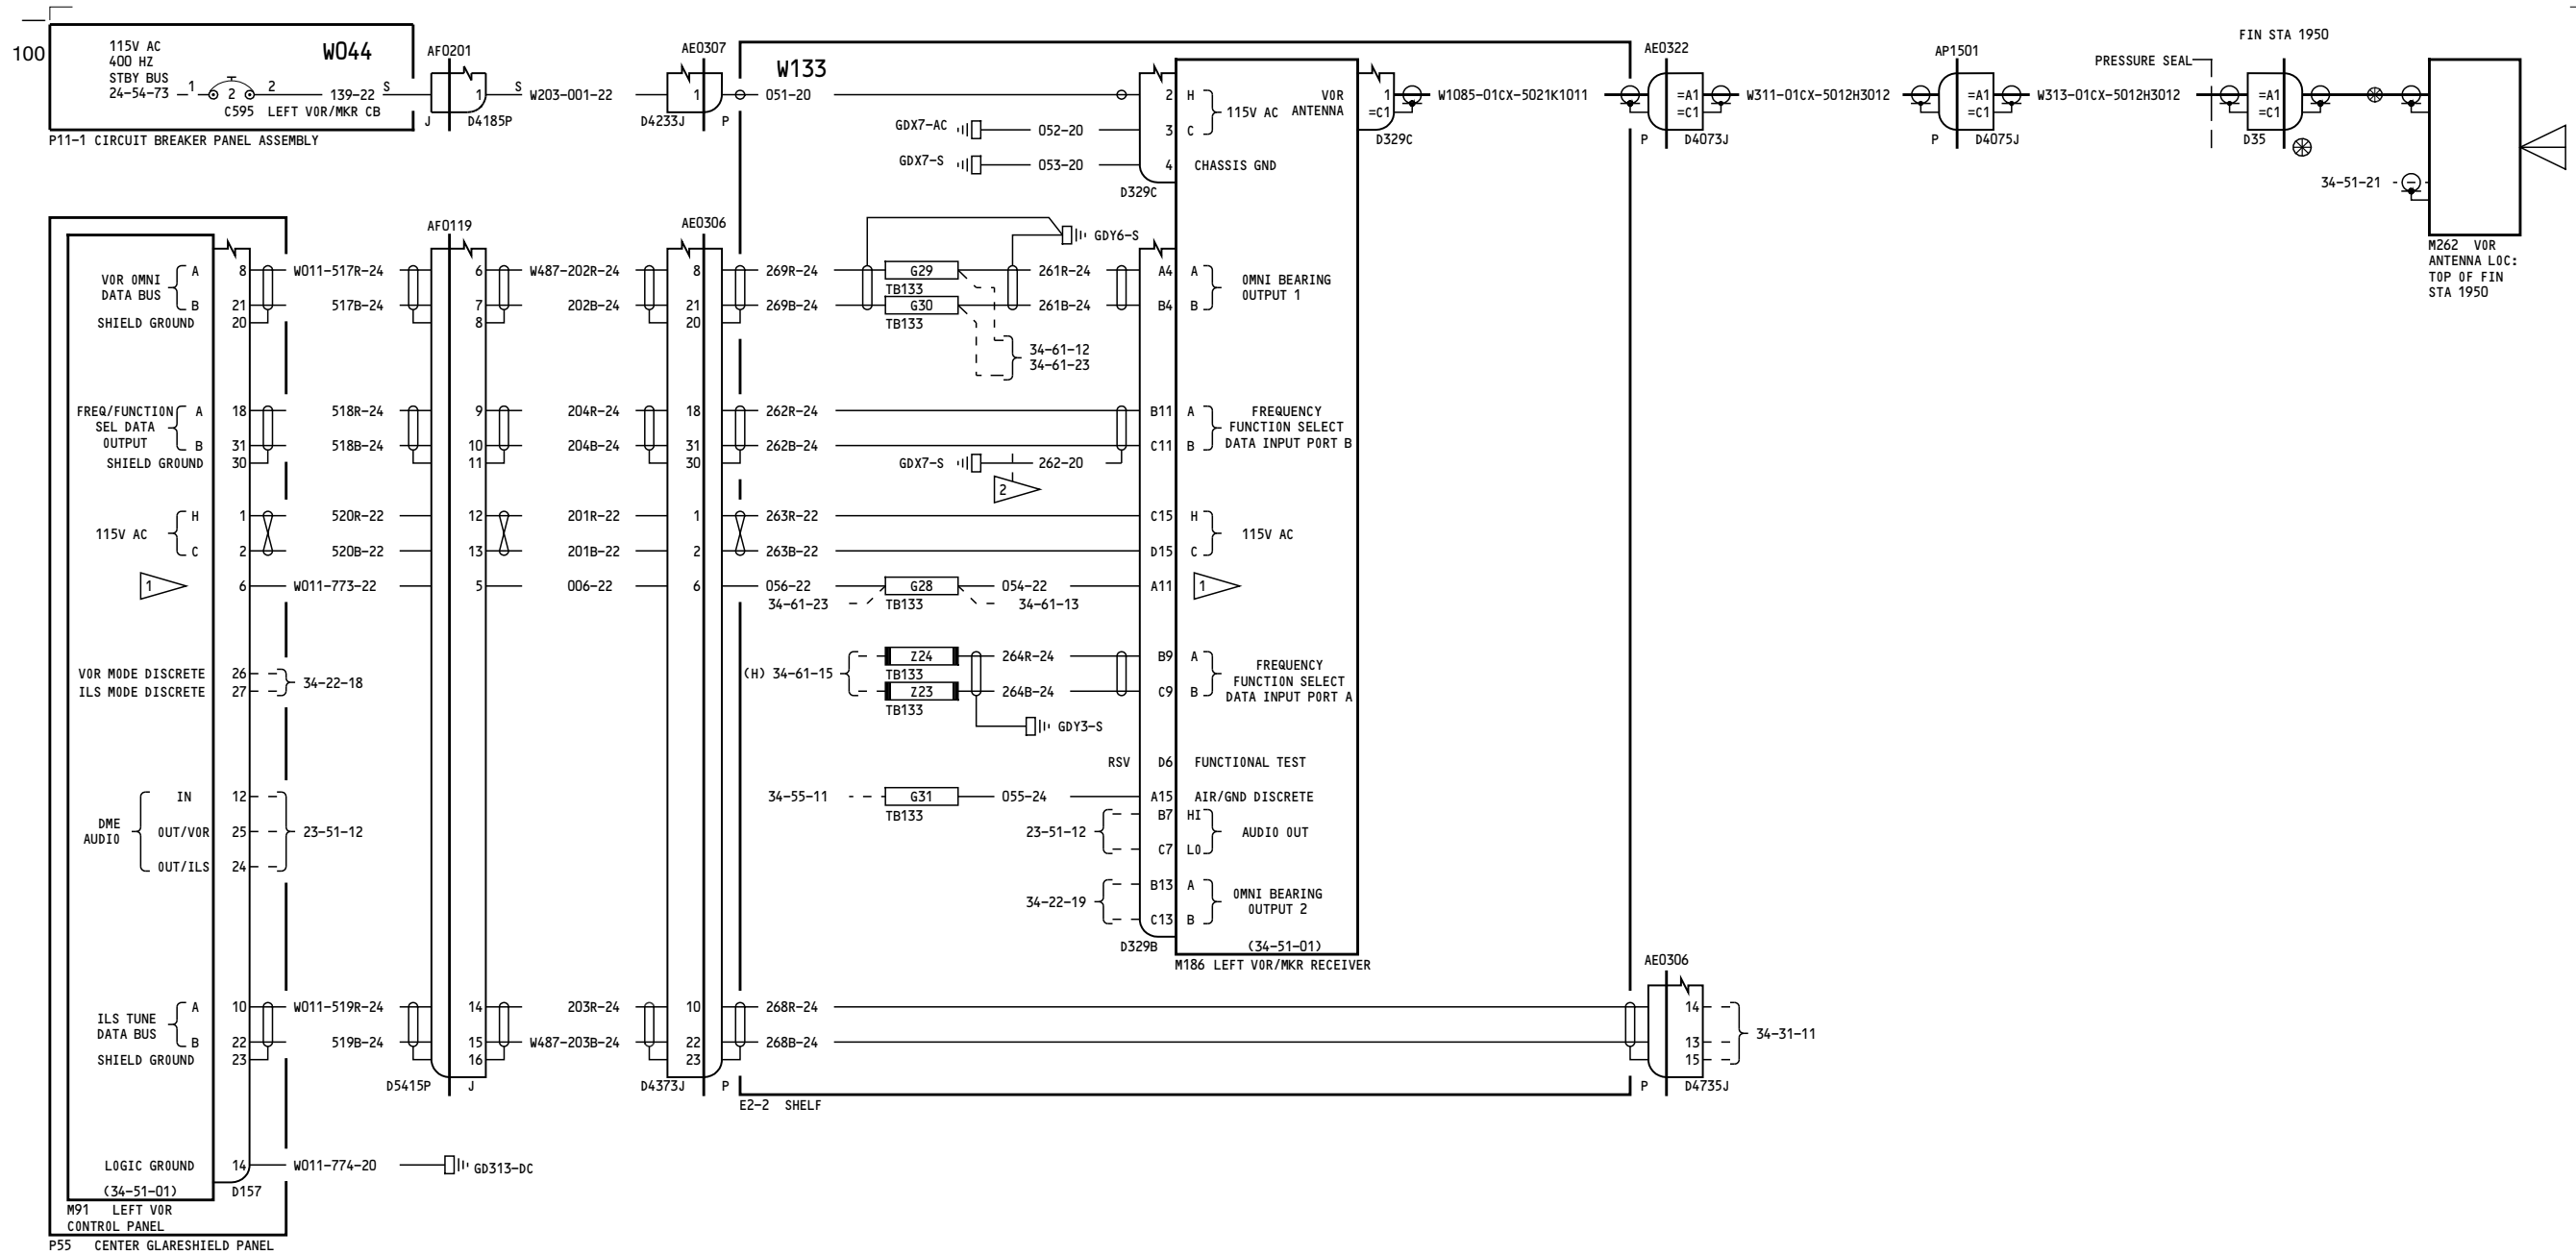 100
115V AC
400 HZ
STBY BUS
24-54-73
W044
1
2
2
C595 LEFT VOR/MKR CB
139-22
S
P11-1 CIRCUIT BREAKER PANEL ASSEMBLY
AF0201
1
J
D4185P
S
W203-001-22
AE0307
1
D4233J
P
W133
051-20
GDX7-AC
052-20
GDX7-S
053-20
2 H
3 C
115V AC
4 CHASSIS GND
D329C
VOR
ANTENNA
1
=C1
D329C
W1085-01CX-5021K1011
AE0322
=A1
=C1
P
D4073J
W311-01CX-5012H3012
AP1501
=A1
=C1
P
D4075J
W313-01CX-5012H3012
PRESSURE SEAL
FIN STA 1950
=A1
=C1
D35
34-51-21
M262 VOR
ANTENNA LOC:
TOP OF FIN
STA 1950
AF0119
AE0306
VOR OMNI
DATA BUS
A 8 W011-517R-24 6 W487-202R-24 8 269R-24 G29 261R-24 A4 A
TB133
B 21 517B-24 7 202B-24 21 269B-24 G30 261B-24 B4 B
TB133
SHIELD GROUND 20 8 20
GDY6-S
OMNI BEARING
OUTPUT 1
34-61-12
34-61-23
FREQ/FUNCTION
SEL DATA
OUTPUT
A 18 518R-24 9 204R-24 18 262R-24 B11 A
B 31 518B-24 10 204B-24 31 262B-24 C11 B
SHIELD GROUND 30 11 30
GDX7-S
262-20
2
FREQUENCY
FUNCTION SELECT
DATA INPUT PORT B
115V AC
H 1 520R-22 12 201R-22 1 263R-22 C15 H
C 2 520B-22 13 201B-22 2 263B-22 D15 C
115V AC
1 6 W011-773-22 5 006-22 6 056-22 G28 054-22 A11 1
34-61-23 TB133 34-61-13
VOR MODE DISCRETE 26
ILS MODE DISCRETE 27
34-22-18
(H) 34-61-15
Z24 264R-24 B9 A
TB133
Z23 264B-24 C9 B
TB133
GDY3-S
FREQUENCY
FUNCTION SELECT
DATA INPUT PORT A
RSV D6 FUNCTIONAL TEST
34-55-11 G31 055-24 A15 AIR/GND DISCRETE
TB133
DME
AUDIO
IN 12
OUT/VOR 25
OUT/ILS 24
23-51-12
23-51-12
B7 HI
C7 LO
AUDIO OUT
34-22-19
B13 A
C13 B
OMNI BEARING
OUTPUT 2
D329B
(34-51-01)
M186 LEFT VOR/MKR RECEIVER
ILS TUNE
DATA BUS
A 10 W011-519R-24 14 203R-24 10 268R-24
B 22 519B-24 15 W487-203B-24 22 268B-24
SHIELD GROUND 23 16 23
D5415P
J
D4373J
P
E2-2 SHELF
AE0306
14
13
15
34-31-11
P
D4735J
LOGIC GROUND 14 W011-774-20 GD313-DC
(34-51-01)
D157
M91 LEFT VOR
CONTROL PANEL
P55 CENTER GLARESHIELD PANEL